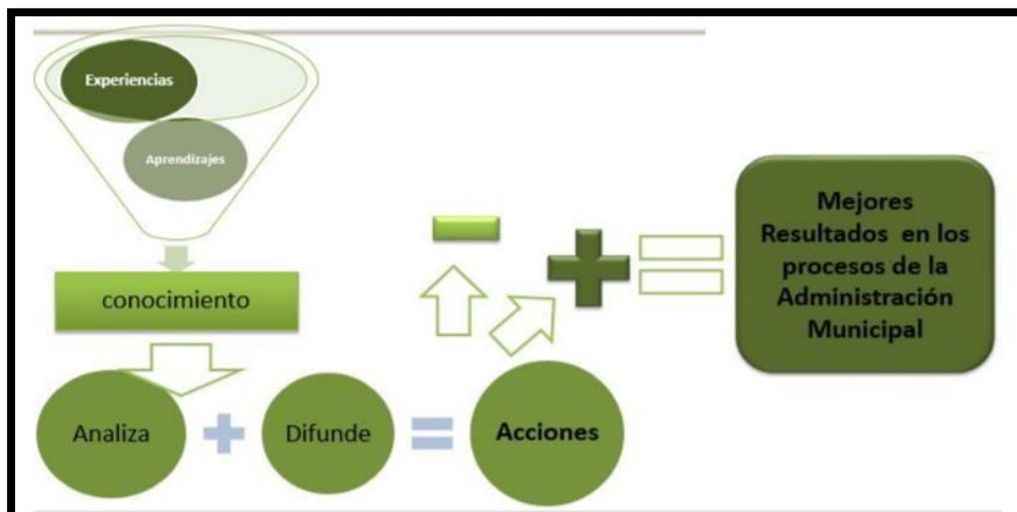 Experiencias
Aprendizajes
conocimiento
Analiza
Difunde
Acciones
Mejores
Resultados en los
procesos de la
Administración
Municipal